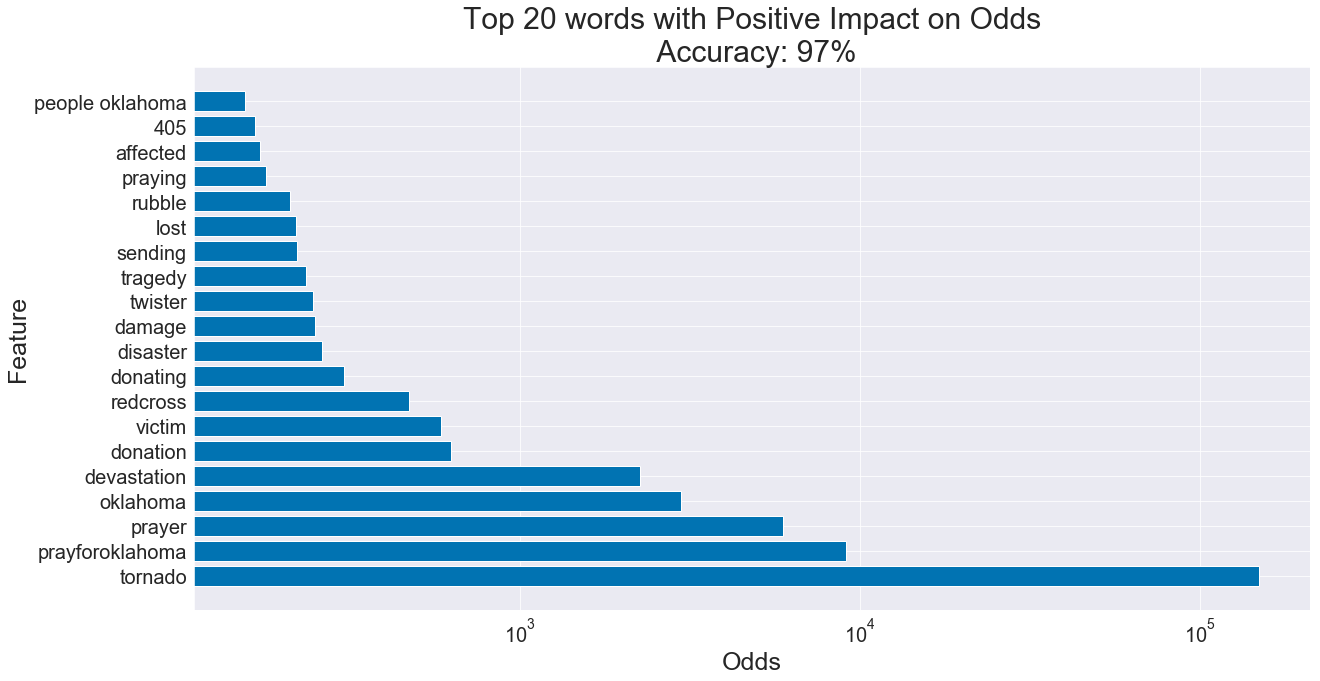 Top 20 words with Positive Impact on Odds
Accuracy: 97%
Feature
people oklahoma
405
affected
praying
rubble
lost
sending
tragedy
twister
damage
disaster
donating
redcross
victim
donation
devastation
oklahoma
prayer
prayforoklahoma
tornado
10³ 10⁴ 10⁵
Odds